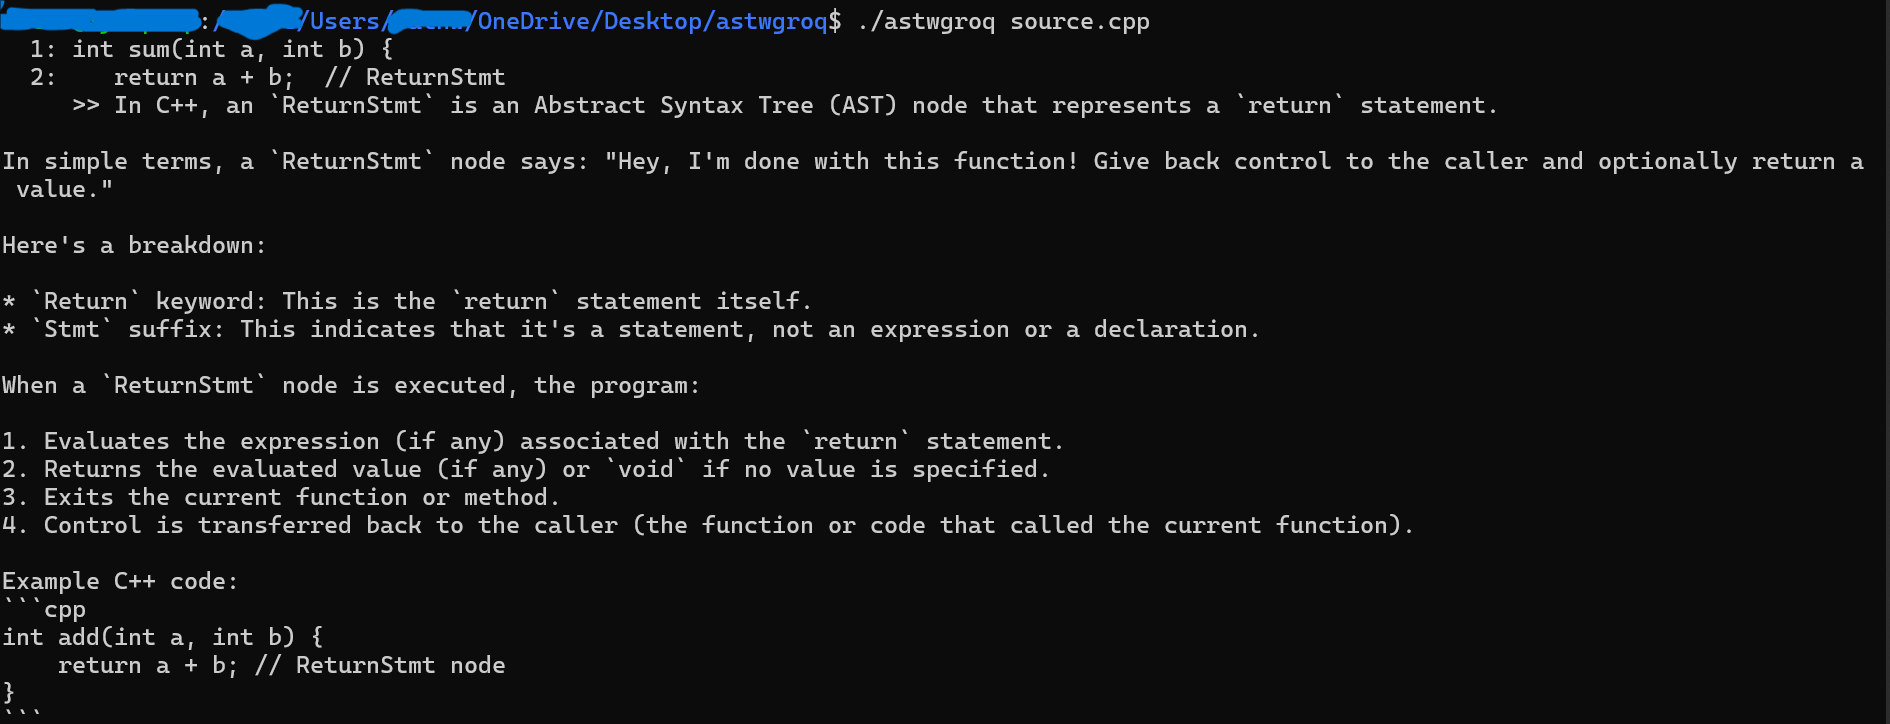 :/ /Users/ /OneDrive/Desktop/astwgroq$ ./astwgroq source.cpp
1: int sum(int a, int b) {
2:    return a + b;  // ReturnStmt
>> In C++, an `ReturnStmt` is an Abstract Syntax Tree (AST) node that represents a `return` statement.
In simple terms, a `ReturnStmt` node says: "Hey, I'm done with this function! Give back control to the caller and optionally return a
value."
Here's a breakdown:
* `Return` keyword: This is the `return` statement itself.
* `Stmt` suffix: This indicates that it's a statement, not an expression or a declaration.
When a `ReturnStmt` node is executed, the program:
1. Evaluates the expression (if any) associated with the `return` statement.
2. Returns the evaluated value (if any) or `void` if no value is specified.
3. Exits the current function or method.
4. Control is transferred back to the caller (the function or code that called the current function).
Example C++ code:
```cpp
int add(int a, int b) {
    return a + b; // ReturnStmt node
}
```